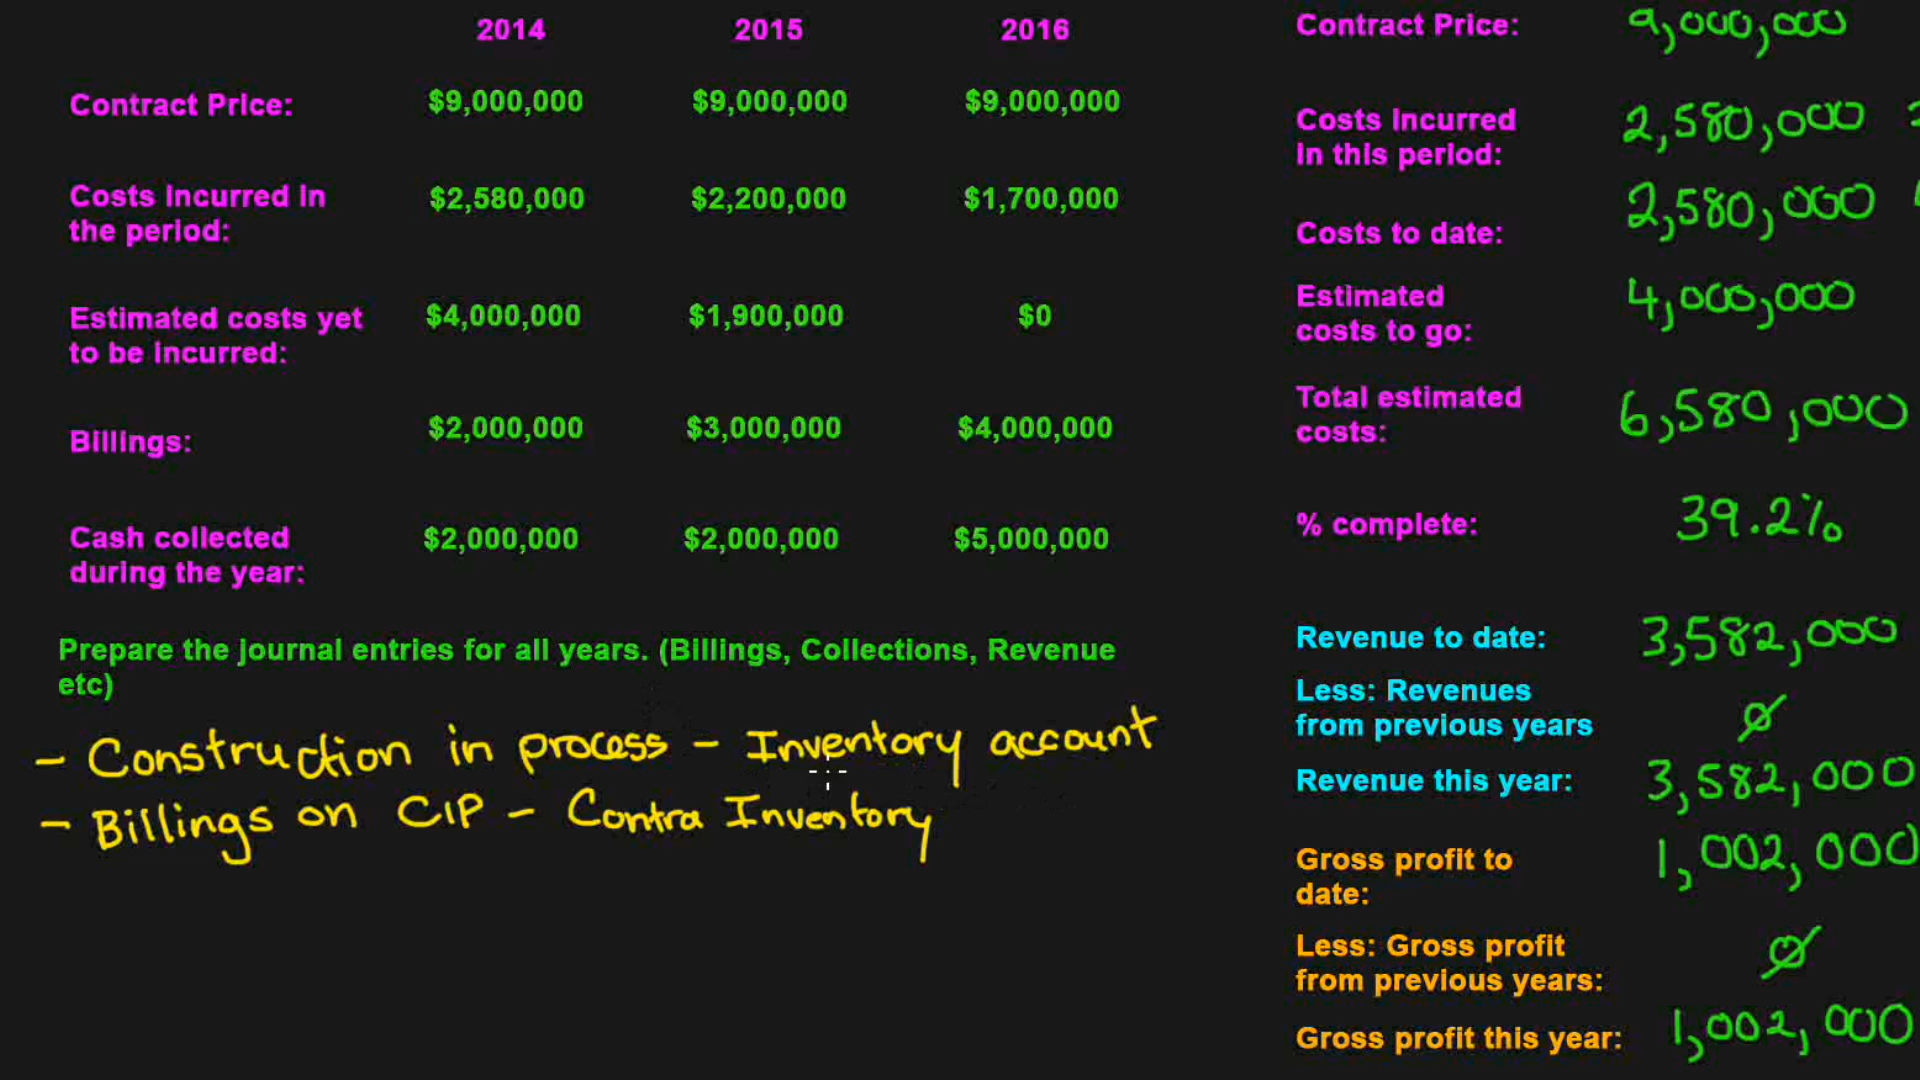 2014 2015 2016
Contract Price: $9,000,000 $9,000,000 $9,000,000
Costs incurred in $2,580,000 $2,200,000 $1,700,000
the period:
Estimated costs yet $4,000,000 $1,900,000 $0
to be incurred:
Billings: $2,000,000 $3,000,000 $4,000,000
Cash collected $2,000,000 $2,000,000 $5,000,000
during the year:
Prepare the journal entries for all years. (Billings, Collections, Revenue
etc)
- Construction in process - Inventory account
- Billings on CIP - Contra Inventory
Contract Price: 9,000,000
Costs incurred 2,580,000
in this period:
Costs to date: 2,580,000
Estimated 4,000,000
costs to go:
Total estimated 6,580,000
costs:
% complete: 39.2%
Revenue to date: 3,582,000
Less: Revenues
from previous years Ø
Revenue this year: 3,582,000
Gross profit to 1,002,000
date:
Less: Gross profit Ø
from previous years:
Gross profit this year: 1,002,000